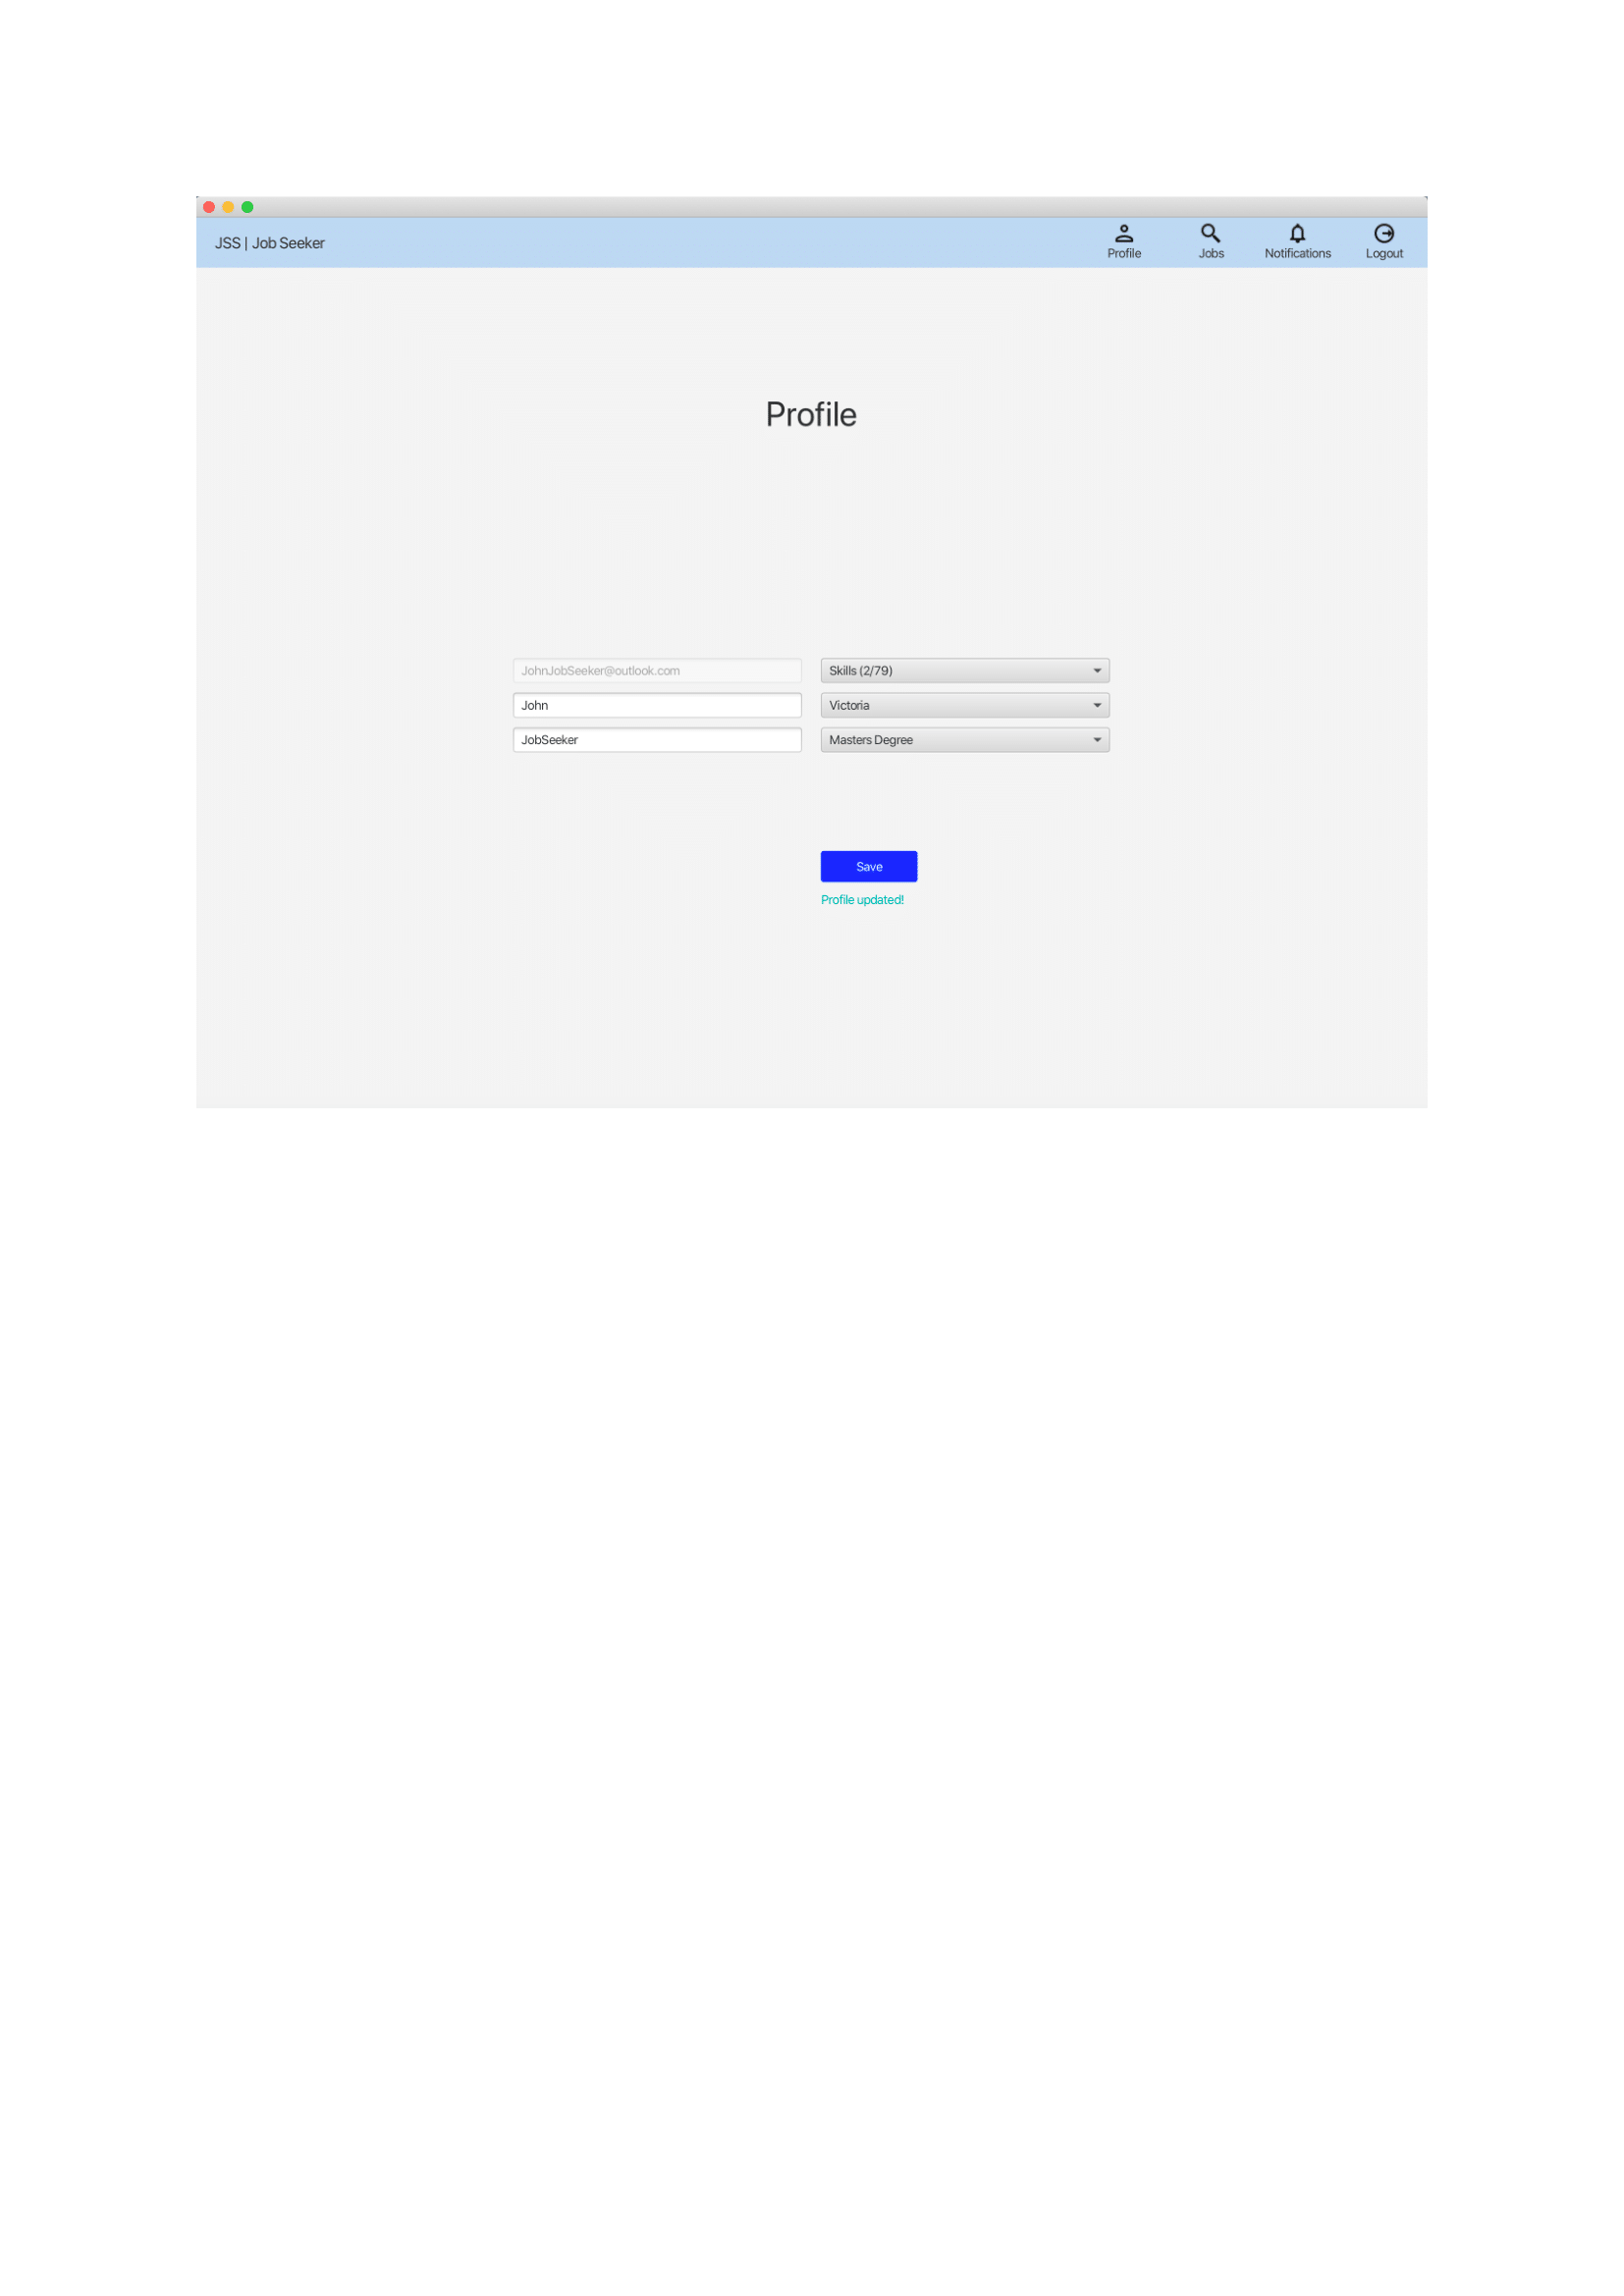 JSS | Job Seeker
Profile
Jobs
Notifications
Logout
Profile
JohnJobSeeker@outlook.com
Skills (2/79)
John
Victoria
JobSeeker
Masters Degree
Save
Profile updated!